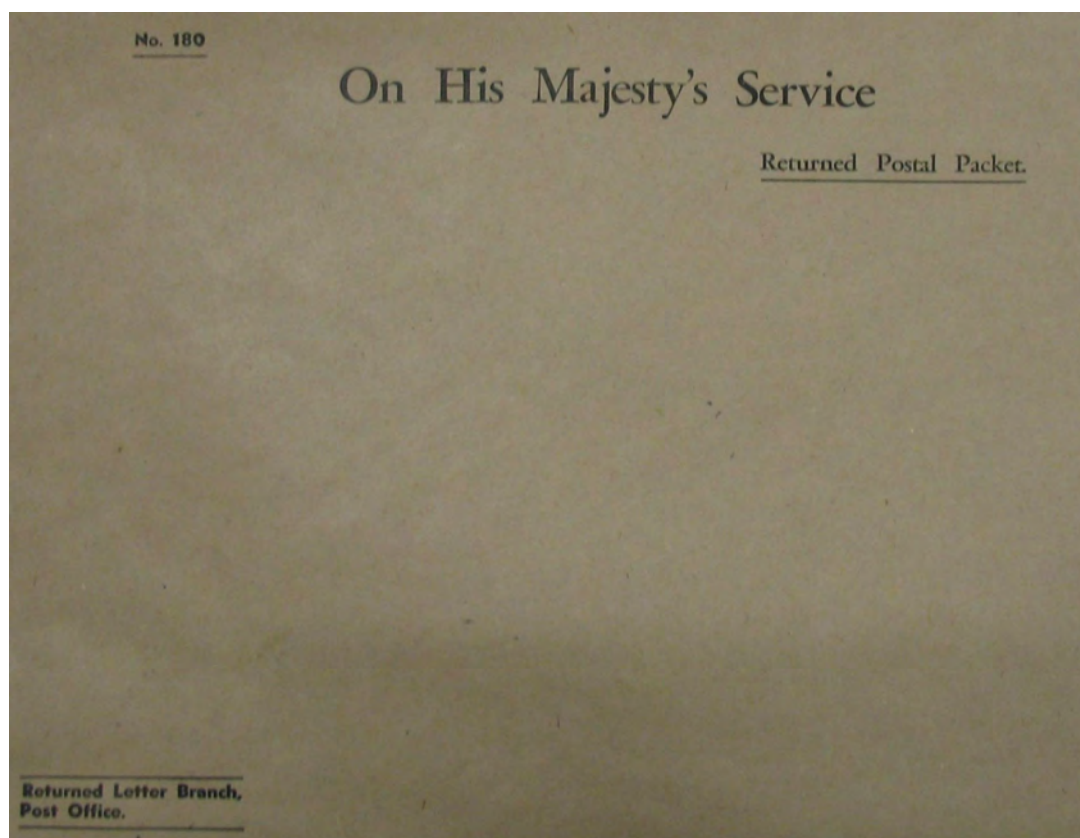 No. 180
On His Majesty's Service
Returned Postal Packet.
Returned Letter Branch,
Post Office.